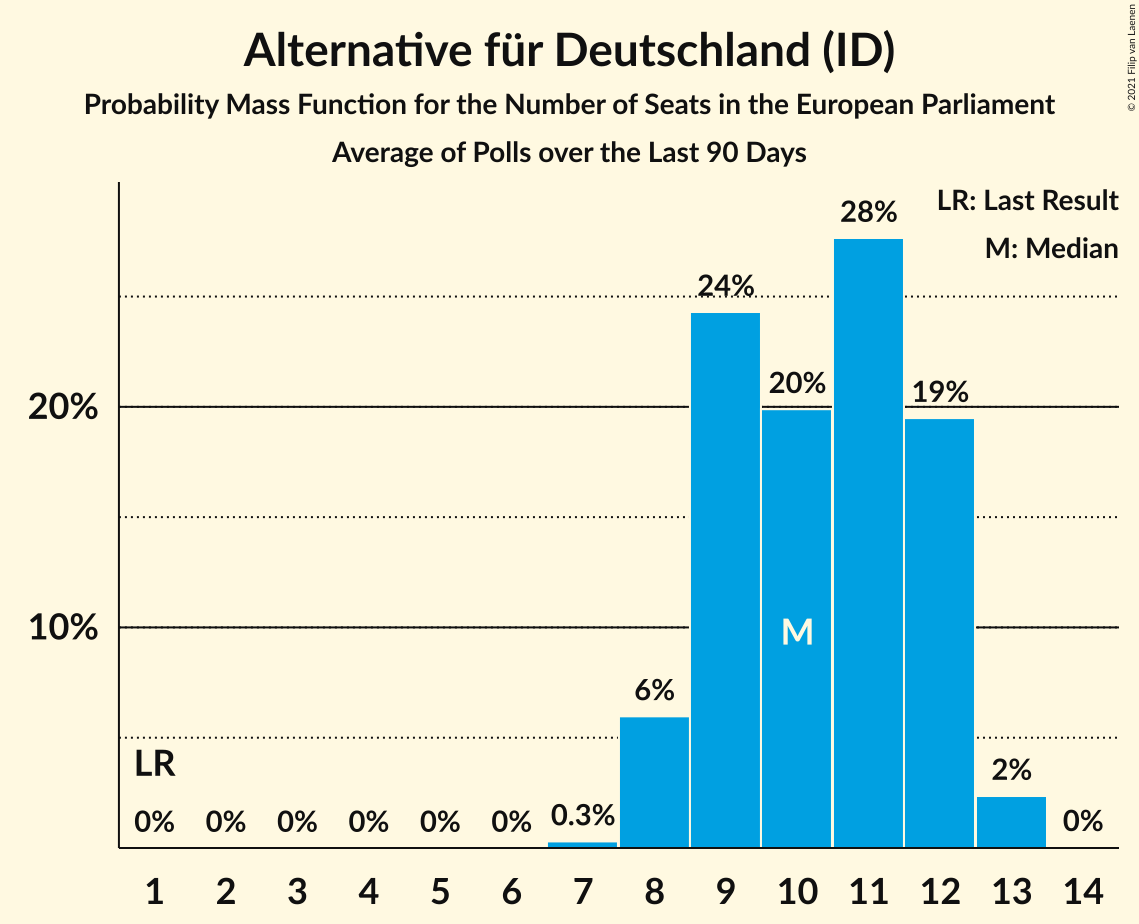 Alternative für Deutschland (ID)
Probability Mass Function for the Number of Seats in the European Parliament
Average of Polls over the Last 90 Days
© 2021 Filip van Laenen
LR: Last Result
M: Median
28%
24%
20%
19%
20%
10%
M
6%
LR
2%
0% 0% 0% 0% 0% 0% 0.3% 0%
1 2 3 4 5 6 7 8 9 10 11 12 13 14